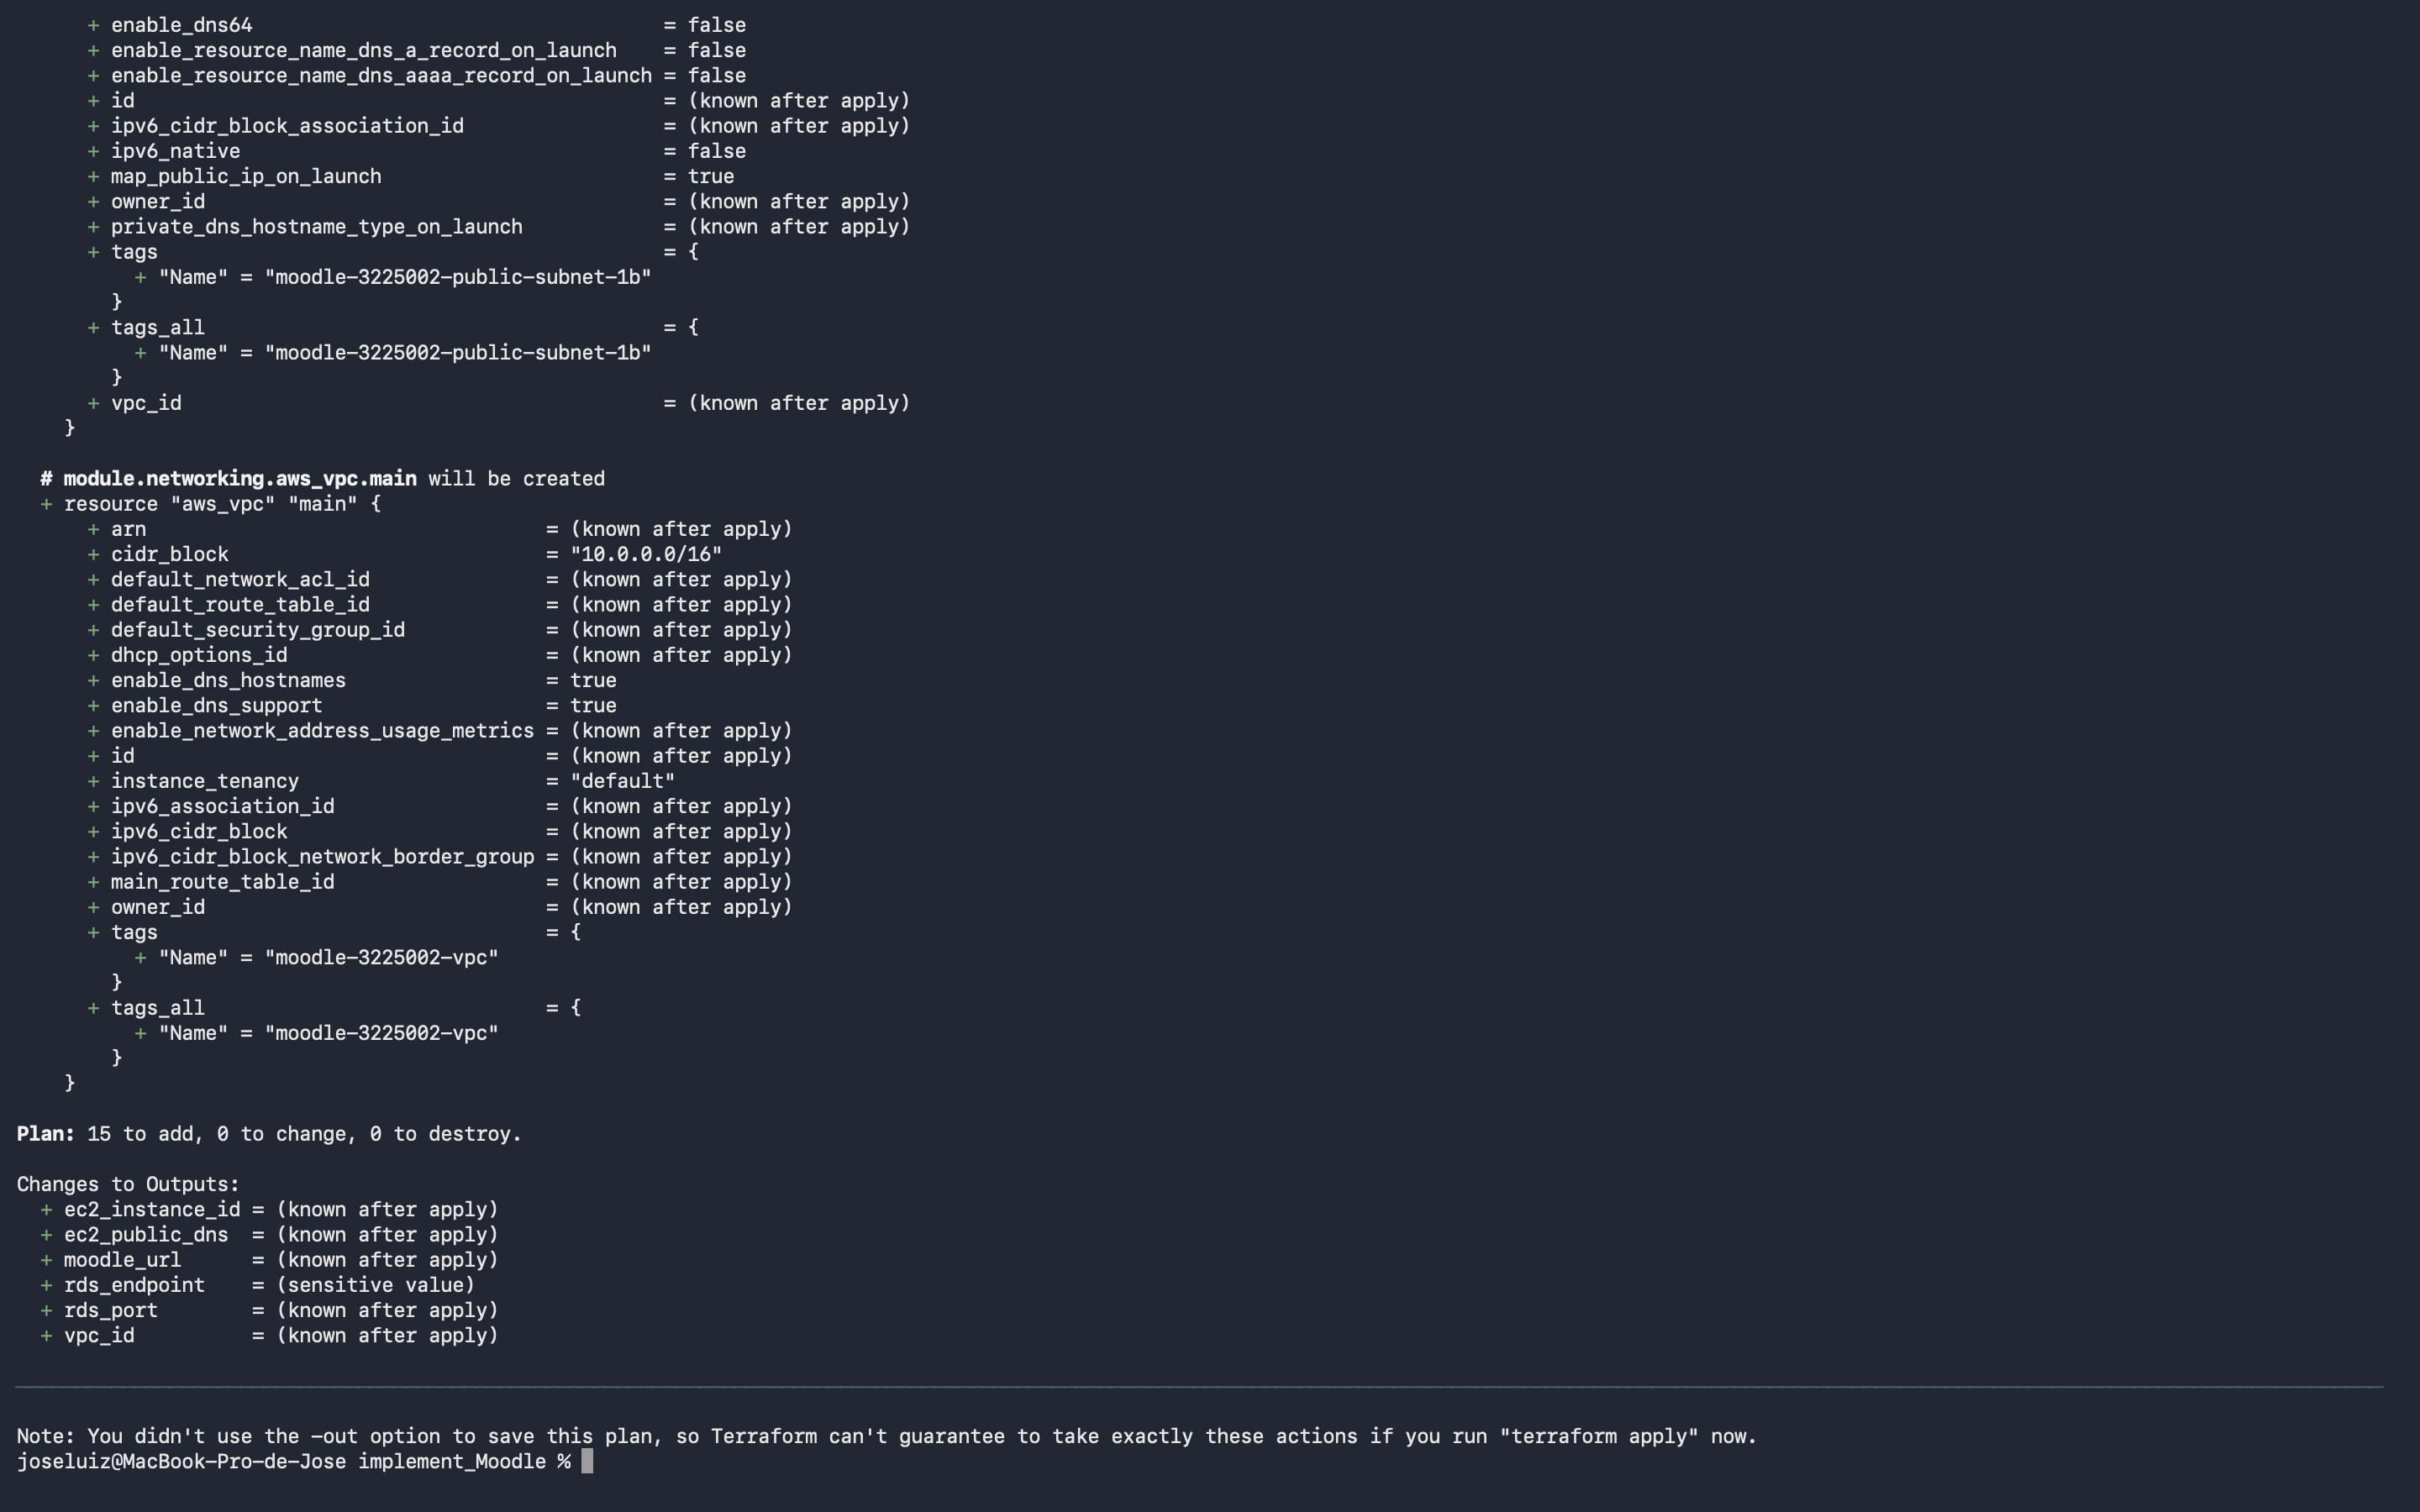 + enable_dns64 = false
+ enable_resource_name_dns_a_record_on_launch = false
+ enable_resource_name_dns_aaaa_record_on_launch = false
+ id = (known after apply)
+ ipv6_cidr_block_association_id = (known after apply)
+ ipv6_native = false
+ map_public_ip_on_launch = true
+ owner_id = (known after apply)
+ private_dns_hostname_type_on_launch = (known after apply)
+ tags = {
+ "Name" = "moodle-3225002-public-subnet-1b"
}
+ tags_all = {
+ "Name" = "moodle-3225002-public-subnet-1b"
}
+ vpc_id = (known after apply)
}
# module.networking.aws_vpc.main will be created
+ resource "aws_vpc" "main" {
+ arn = (known after apply)
+ cidr_block = "10.0.0.0/16"
+ default_network_acl_id = (known after apply)
+ default_route_table_id = (known after apply)
+ default_security_group_id = (known after apply)
+ dhcp_options_id = (known after apply)
+ enable_dns_hostnames = true
+ enable_dns_support = true
+ enable_network_address_usage_metrics = (known after apply)
+ id = (known after apply)
+ instance_tenancy = "default"
+ ipv6_association_id = (known after apply)
+ ipv6_cidr_block = (known after apply)
+ ipv6_cidr_block_network_border_group = (known after apply)
+ main_route_table_id = (known after apply)
+ owner_id = (known after apply)
+ tags = {
+ "Name" = "moodle-3225002-vpc"
}
+ tags_all = {
+ "Name" = "moodle-3225002-vpc"
}
}
Plan: 15 to add, 0 to change, 0 to destroy.
Changes to Outputs:
+ ec2_instance_id = (known after apply)
+ ec2_public_dns = (known after apply)
+ moodle_url = (known after apply)
+ rds_endpoint = (sensitive value)
+ rds_port = (known after apply)
+ vpc_id = (known after apply)
Note: You didn't use the -out option to save this plan, so Terraform can't guarantee to take exactly these actions if you run "terraform apply" now.
joseluiz@MacBook-Pro-de-Jose implement_Moodle %